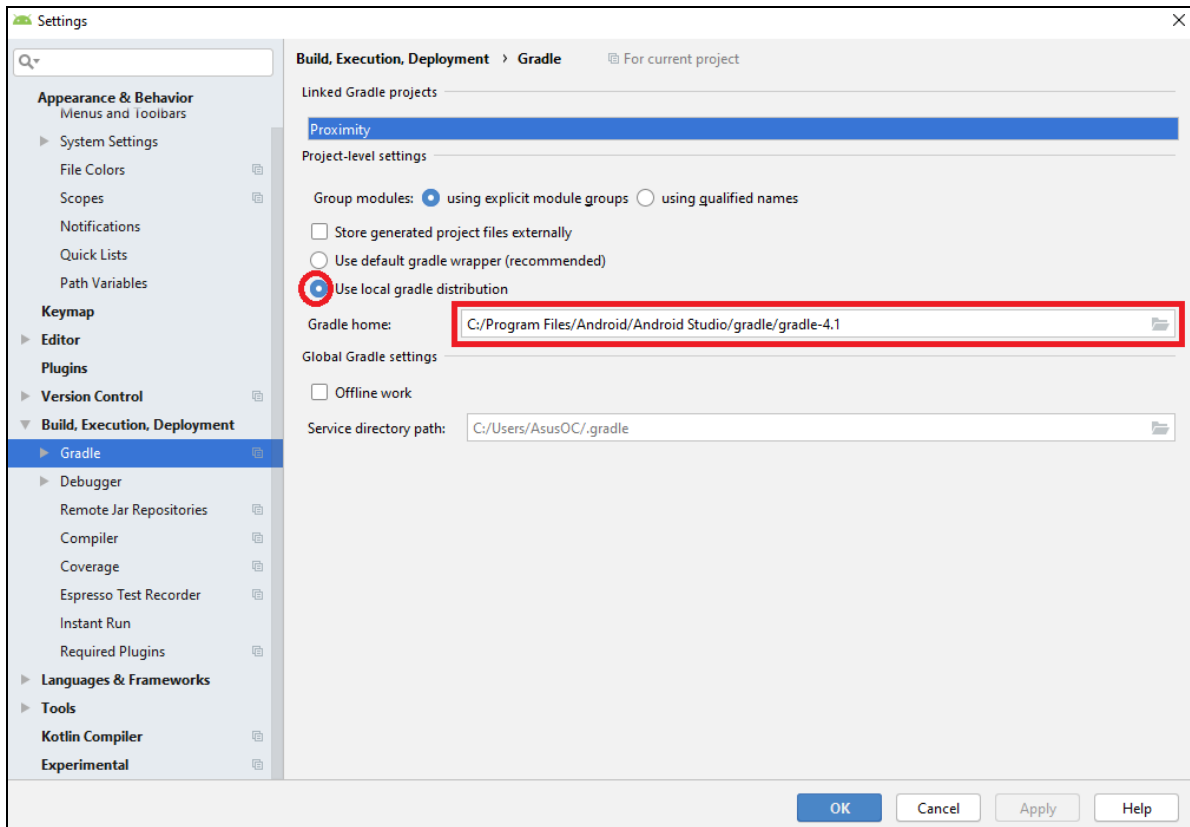 Settings
Appearance & Behavior
Menus and Toolbars
System Settings
File Colors
Scopes
Notifications
Quick Lists
Path Variables
Keymap
Editor
Plugins
Version Control
Build, Execution, Deployment
Gradle
Debugger
Remote Jar Repositories
Compiler
Coverage
Espresso Test Recorder
Instant Run
Required Plugins
Languages & Frameworks
Tools
Kotlin Compiler
Experimental
Build, Execution, Deployment › Gradle For current project
Linked Gradle projects
Proximity
Project-level settings
Group modules: using explicit module groups using qualified names
Store generated project files externally
Use default gradle wrapper (recommended)
Use local gradle distribution
Gradle home: C:/Program Files/Android/Android Studio/gradle/gradle-4.1
Global Gradle settings
Offline work
Service directory path: C:/Users/AsusOC/.gradle
OK Cancel Apply Help